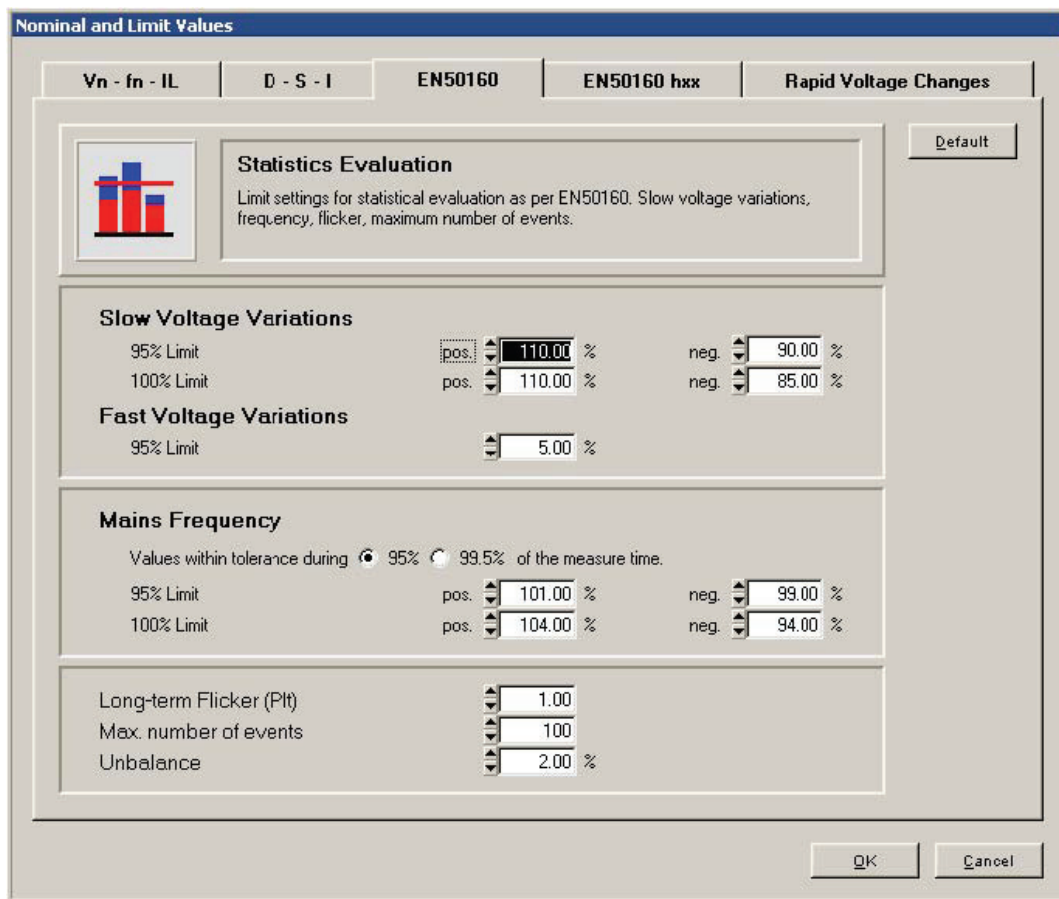 Nominal and Limit Values
Vn - fn - IL
D - S - I
EN50160
EN50160 hxx
Rapid Voltage Changes
Default
Statistics Evaluation
Limit settings for statistical evaluation as per EN50160. Slow voltage variations,
frequency, flicker, maximum number of events.
Slow Voltage Variations
95% Limit pos. 110.00 % neg. 90.00 %
100% Limit pos. 110.00 % neg. 85.00 %
Fast Voltage Variations
95% Limit 5.00 %
Mains Frequency
Values within tolerance during 95% 99.5% of the measure time.
95% Limit pos. 101.00 % neg. 99.00 %
100% Limit pos. 104.00 % neg. 94.00 %
Long-term Flicker (Plt) 1.00
Max. number of events 100
Unbalance 2.00 %
OK
Cancel